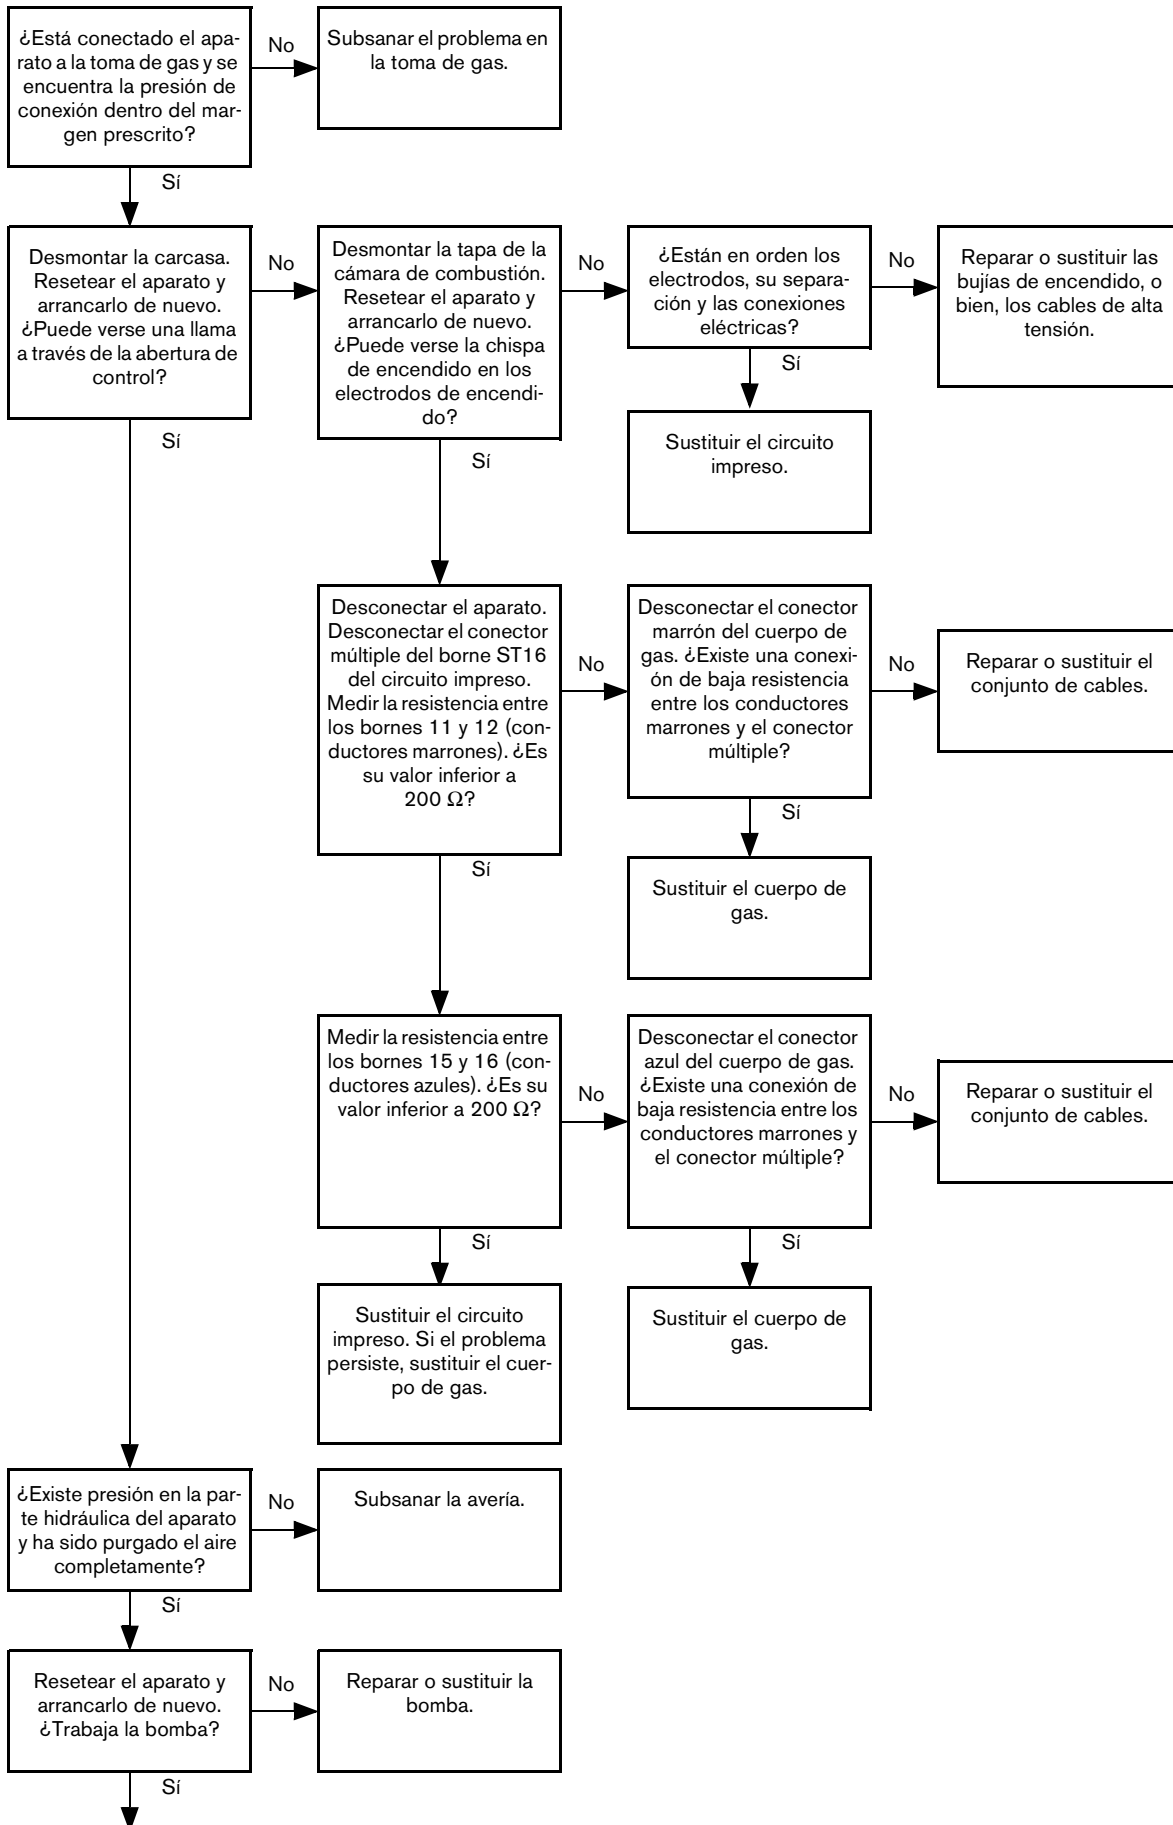 ¿Está conectado el apa-
rato a la toma de gas y se
encuentra la presión de
conexión dentro del mar-
gen prescrito?
No
Subsanar el problema en
la toma de gas.
Sí
Desmontar la carcasa.
Resetear el aparato y
arrancarlo de nuevo.
¿Puede verse una llama
a través de la abertura de
control?
No
Desmontar la tapa de la
cámara de combustión.
Resetear el aparato y
arrancarlo de nuevo.
¿Puede verse la chispa
de encendido en los
electrodos de encendi-
do?
No
¿Están en orden los
electrodos, su separa-
ción y las conexiones
eléctricas?
No
Reparar o sustituir las
bujías de encendido, o
bien, los cables de alta
tensión.
Sí
Sustituir el circuito
impreso.
Sí
Sí
Desconectar el aparato.
Desconectar el conector
múltiple del borne ST16
del circuito impreso.
Medir la resistencia entre
los bornes 11 y 12 (con-
ductores marrones). ¿Es
su valor inferior a
200 Ω?
No
Desconectar el conector
marrón del cuerpo de
gas. ¿Existe una conexi-
ón de baja resistencia
entre los conductores
marrones y el conector
múltiple?
No
Reparar o sustituir el
conjunto de cables.
Sí
Sustituir el cuerpo de
gas.
Sí
Medir la resistencia entre
los bornes 15 y 16 (con-
ductores azules). ¿Es su
valor inferior a 200 Ω?
No
Desconectar el conector
azul del cuerpo de gas.
¿Existe una conexión de
baja resistencia entre los
conductores marrones y
el conector múltiple?
No
Reparar o sustituir el
conjunto de cables.
Sí
Sustituir el circuito
impreso. Si el problema
persiste, sustituir el cuer-
po de gas.
Sí
Sustituir el cuerpo de
gas.
¿Existe presión en la par-
te hidráulica del aparato
y ha sido purgado el aire
completamente?
No
Subsanar la avería.
Sí
Resetear el aparato y
arrancarlo de nuevo.
¿Trabaja la bomba?
No
Reparar o sustituir la
bomba.
Sí